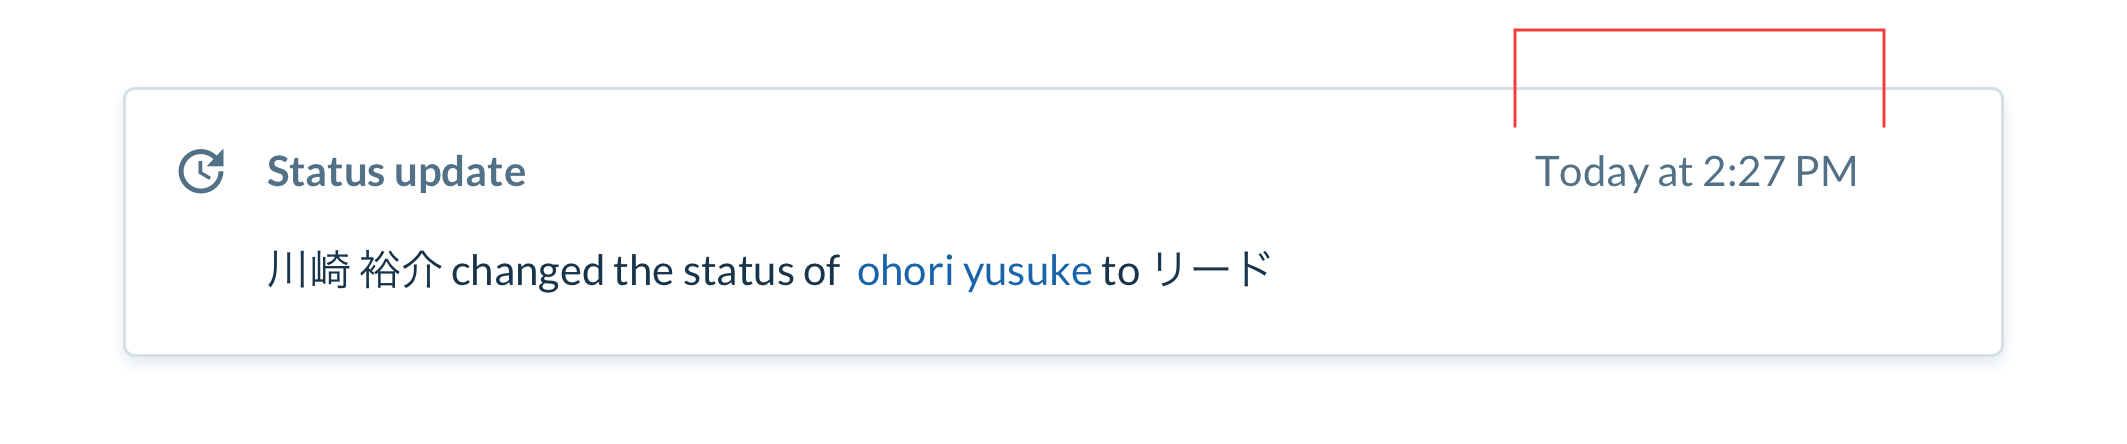 Status update
Today at 2:27 PM
川崎 裕介 changed the status of ohori yusuke to リード